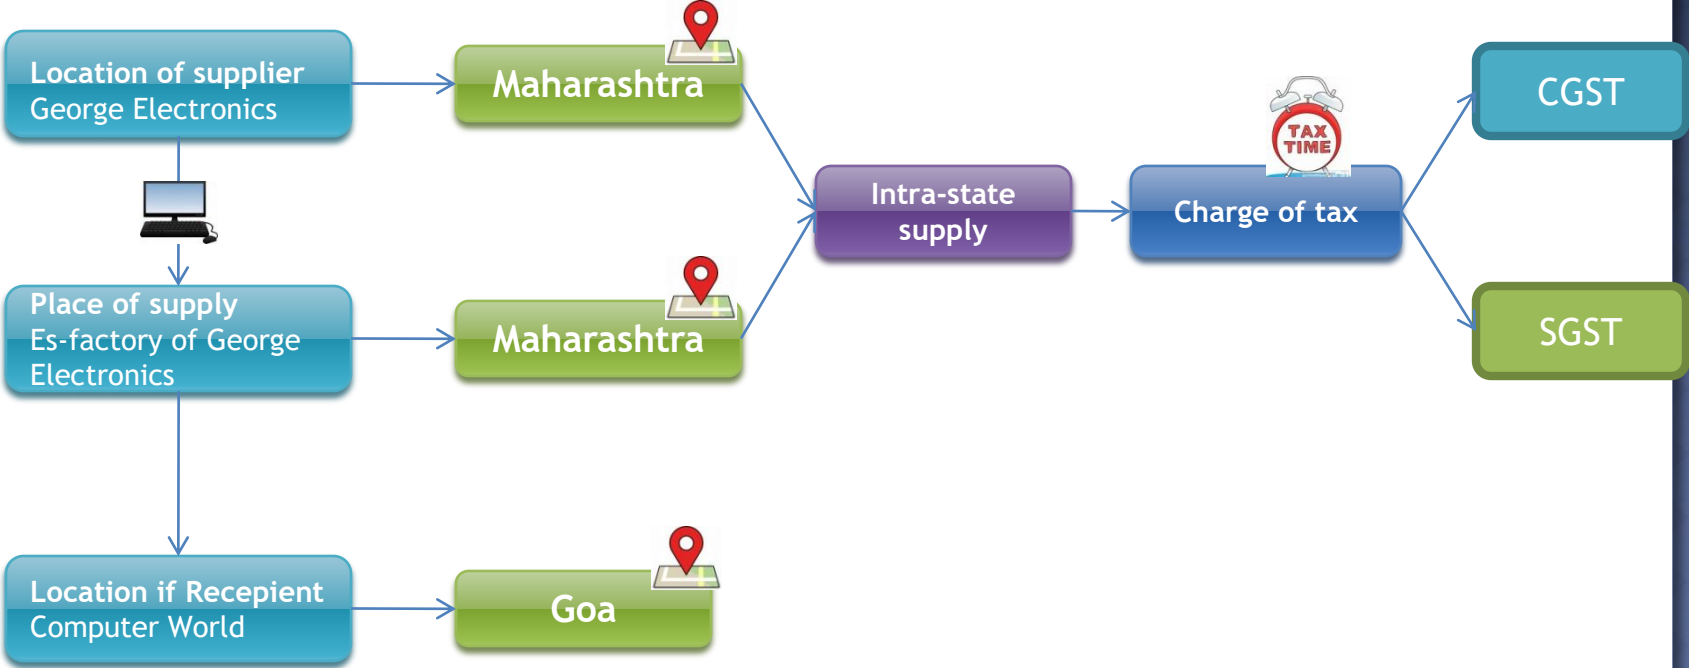 Location of supplier
George Electronics
Maharashtra
TAX
TIME
CGST
Intra-state
supply
Charge of tax
Place of supply
Es-factory of George
Electronics
Maharashtra
SGST
Location if Recepient
Computer World
Goa